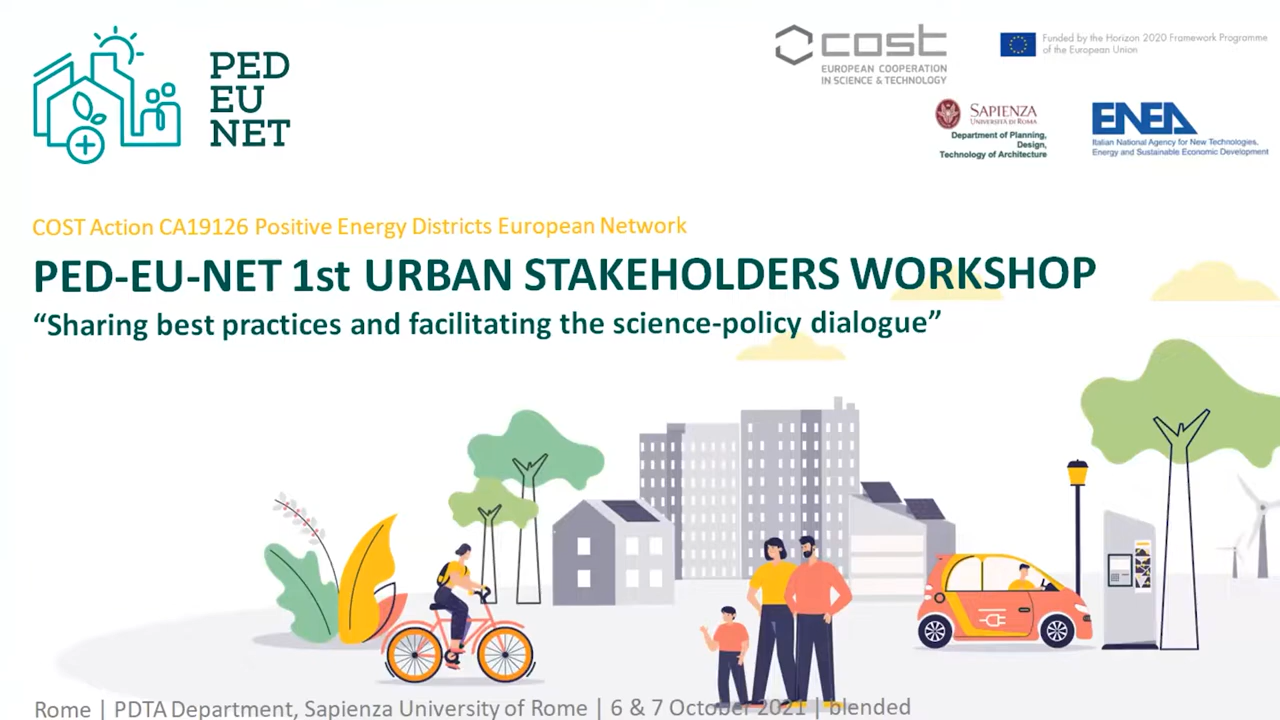 PED
EU
NET
cost
EUROPEAN COOPERATION
IN SCIENCE & TECHNOLOGY
Funded by the Horizon 2020 Framework Programme
of the European Union
SAPIENZA
UNIVERSITÀ DI ROMA
Department of Planning,
Design,
Technology of Architecture
ENEA
Italian National Agency for New Technologies,
Energy and Sustainable Economic Development
COST Action CA19126 Positive Energy Districts European Network
PED-EU-NET 1st URBAN STAKEHOLDERS WORKSHOP
“Sharing best practices and facilitating the science-policy dialogue”
Rome | PDTA Department, Sapienza University of Rome | 6 & 7 October 2021 | blended